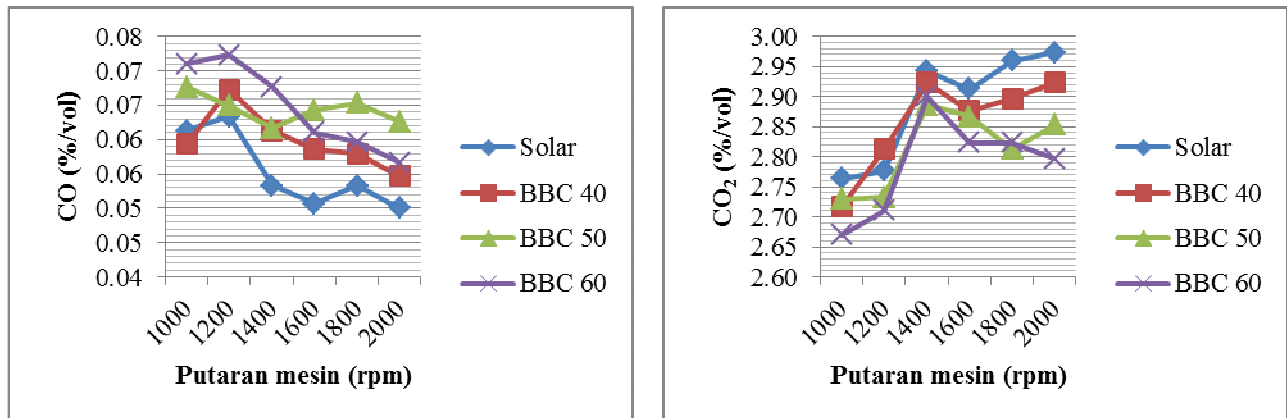 0.08
0.07
0.07
0.06
0.06
0.05
0.05
0.04
CO (%/vol)
1000 1200 1400 1600 1800 2000
Putaran mesin (rpm)
Solar
BBC 40
BBC 50
BBC 60
3.00
2.95
2.90
2.85
2.80
2.75
2.70
2.65
2.60
CO₂ (%/vol)
1000 1200 1400 1600 1800 2000
Putaran mesin (rpm)
Solar
BBC 40
BBC 50
BBC 60